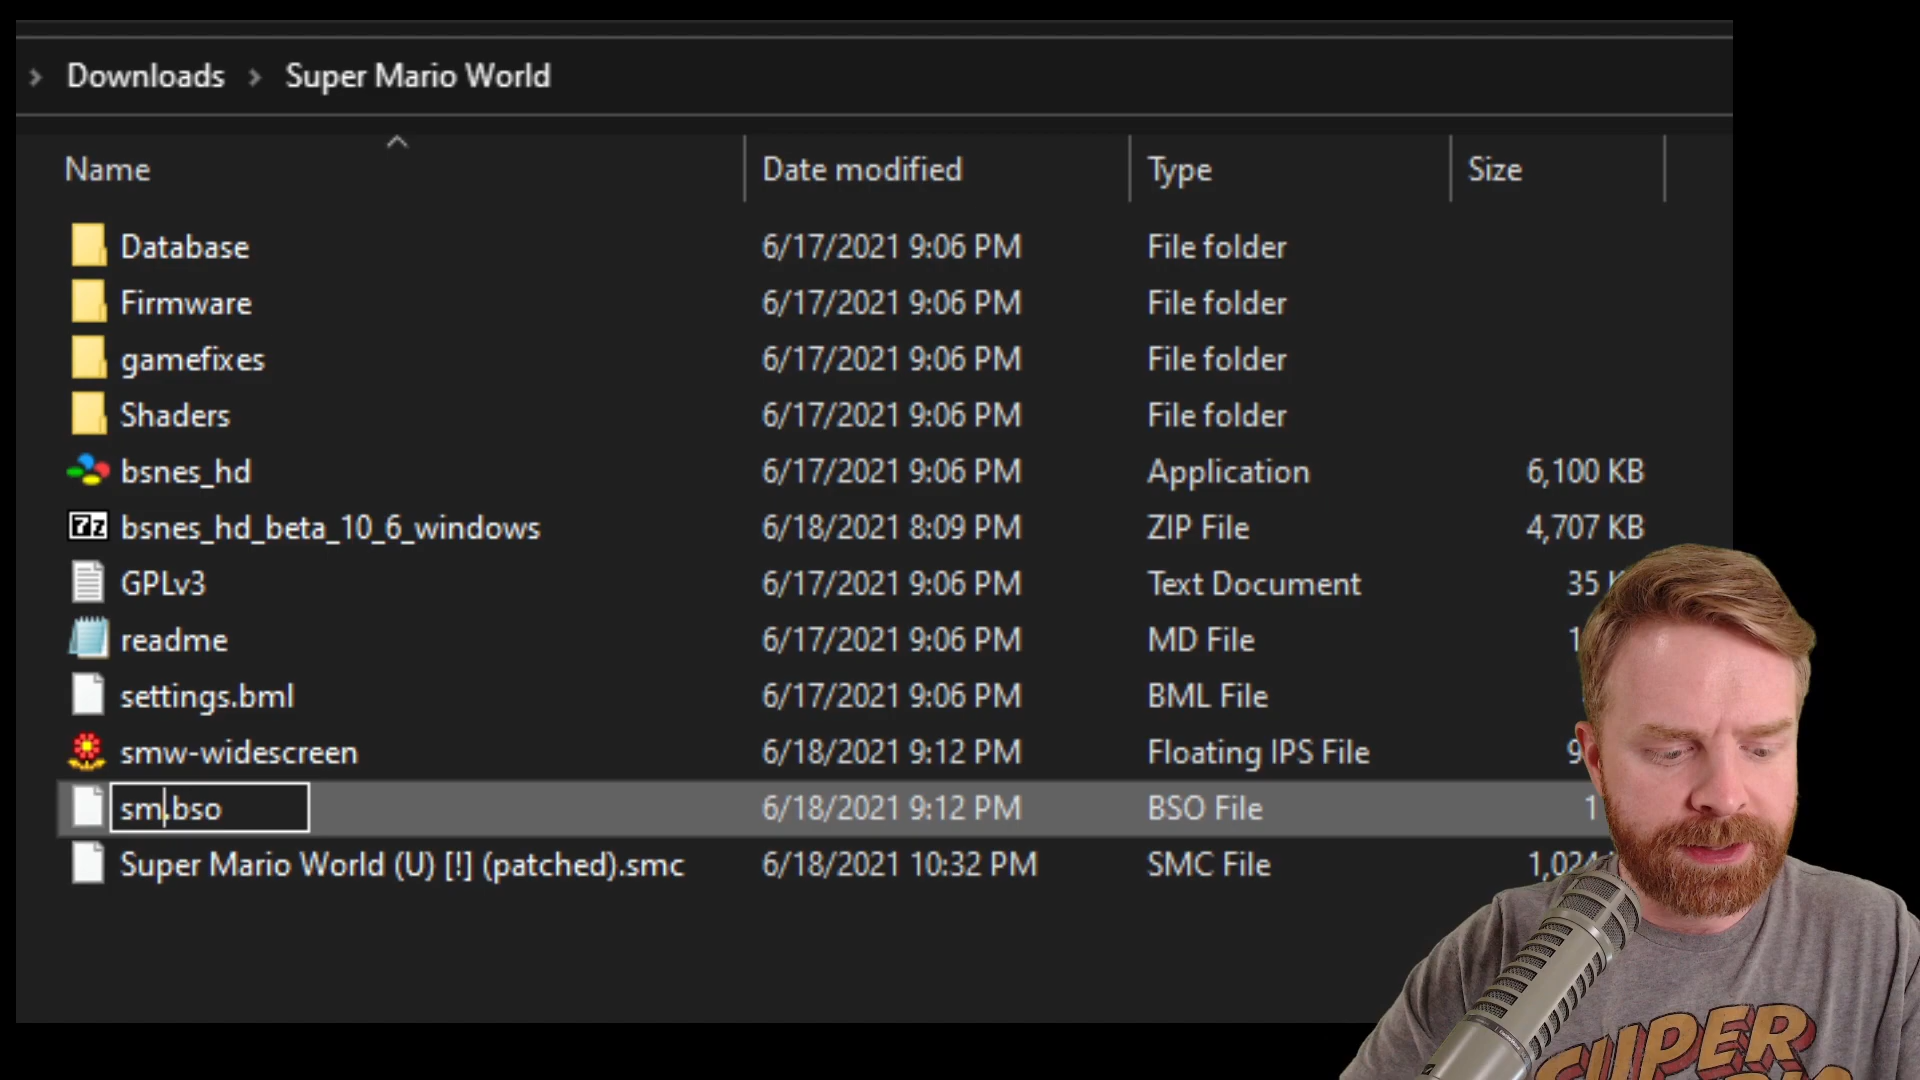 Downloads > Super Mario World
Name Date modified Type Size
Database 6/17/2021 9:06 PM File folder
Firmware 6/17/2021 9:06 PM File folder
gamefixes 6/17/2021 9:06 PM File folder
Shaders 6/17/2021 9:06 PM File folder
bsnes_hd 6/17/2021 9:06 PM Application 6,100 KB
7z bsnes_hd_beta_10_6_windows 6/18/2021 8:09 PM ZIP File 4,707 KB
GPLv3 6/17/2021 9:06 PM Text Document 35
readme 6/17/2021 9:06 PM MD File
settings.bml 6/17/2021 9:06 PM BML File
smw-widescreen 6/18/2021 9:12 PM Floating IPS File
sm.bso 6/18/2021 9:12 PM BSO File
Super Mario World (U) [!] (patched).smc 6/18/2021 10:32 PM SMC File 1,024
SUPER